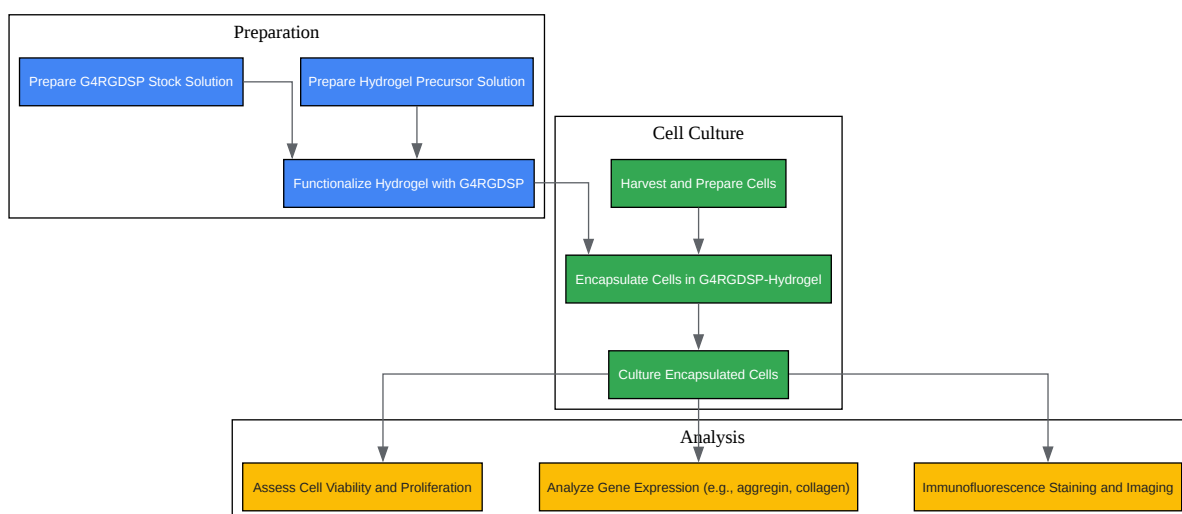 Preparation
Prepare G4RGDSP Stock Solution
Prepare Hydrogel Precursor Solution
Functionalize Hydrogel with G4RGDSP
Cell Culture
Harvest and Prepare Cells
Encapsulate Cells in G4RGDSP-Hydrogel
Culture Encapsulated Cells
Analysis
Assess Cell Viability and Proliferation
Analyze Gene Expression (e.g., aggregin, collagen)
Immunofluorescence Staining and Imaging